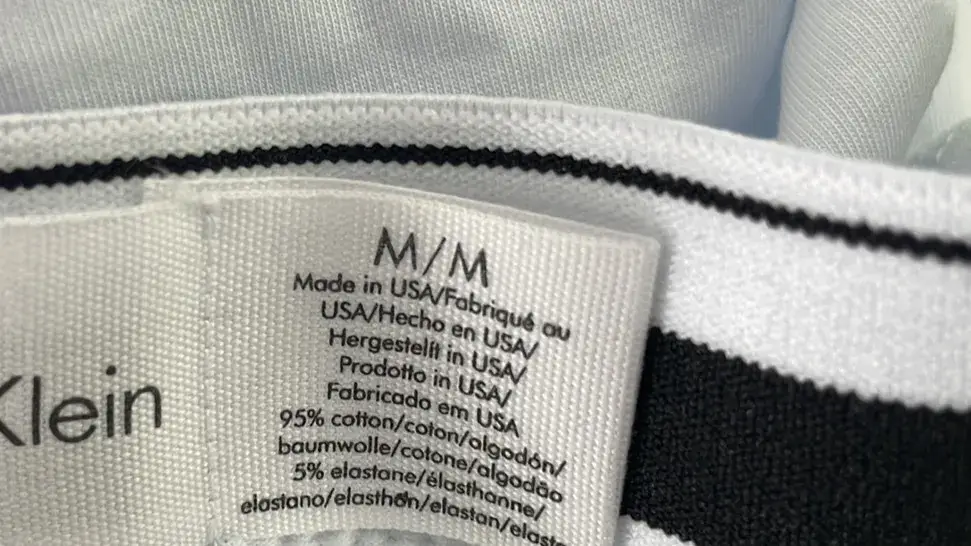 Klein
M/M
Made in USA/Fabriqué au
USA/Hecho en USA/
Hergestellt in USA/
Prodotto in USA/
Fabricado em USA
95% cotton/coton/algodón/
baumwolle/cotone/algodão
5% elastane/élasthanne/
elastano/elasthan/elastan/elast